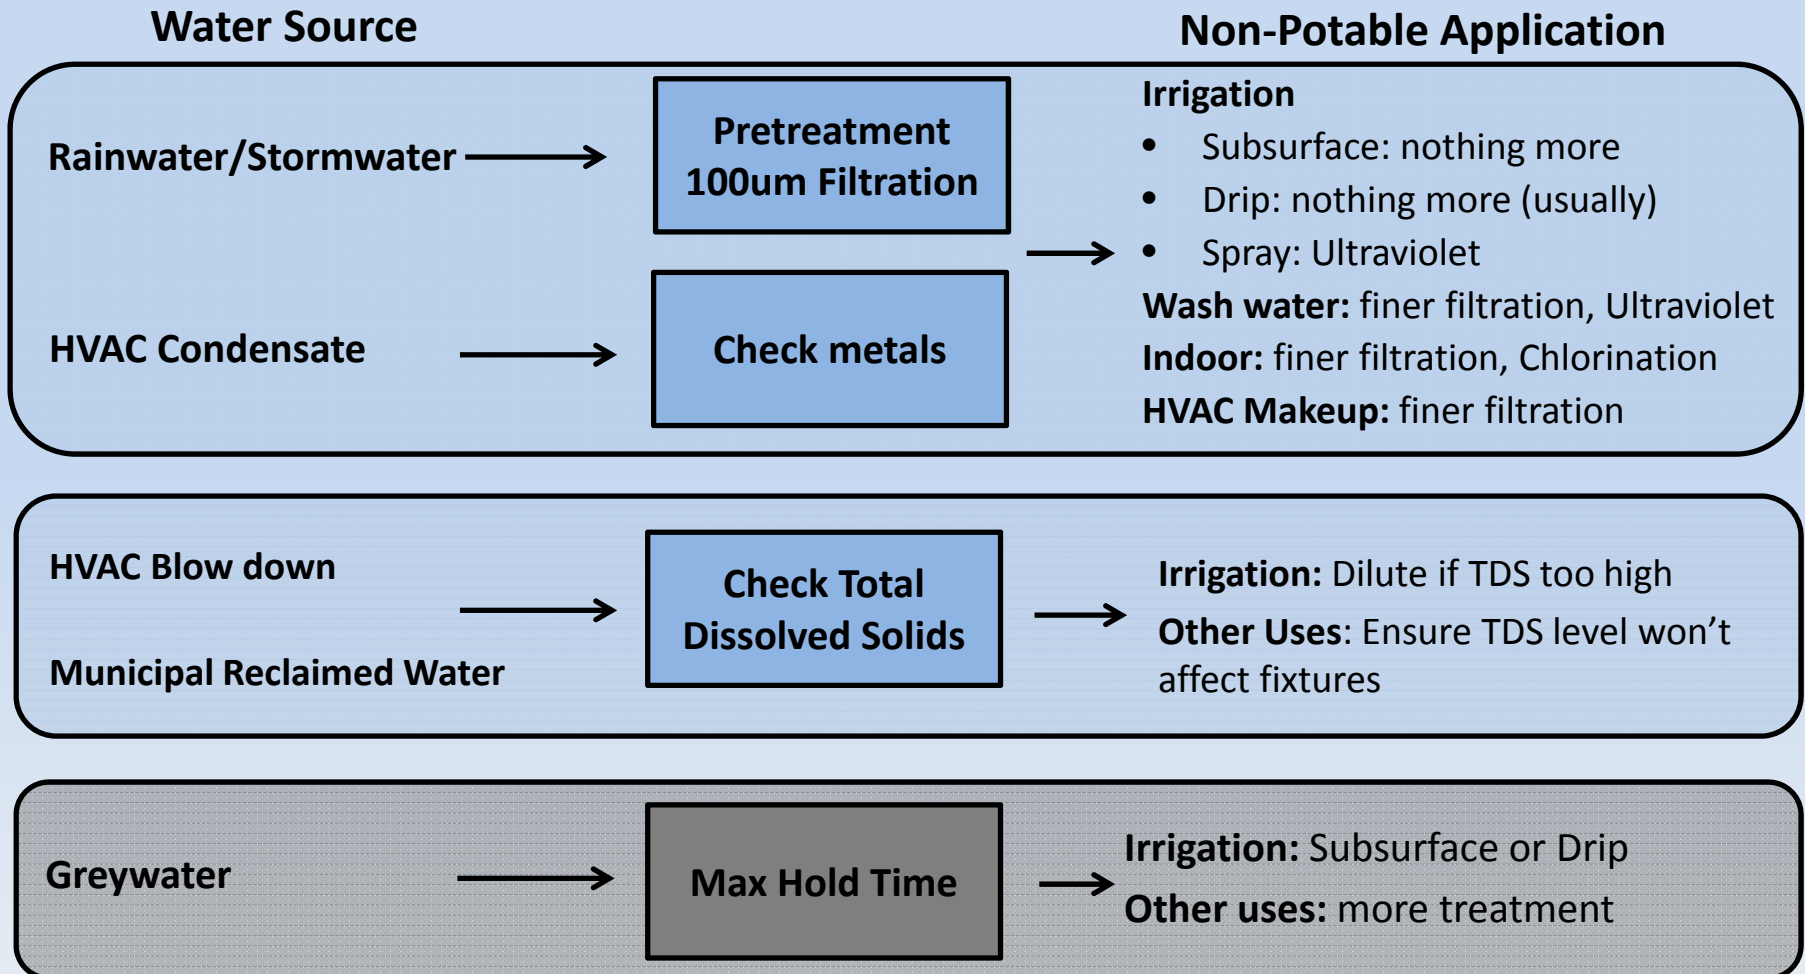 Water Source
Non-Potable Application
Rainwater/Stormwater
Pretreatment
100um Filtration
HVAC Condensate
Check metals
Irrigation
• Subsurface: nothing more
• Drip: nothing more (usually)
• Spray: Ultraviolet
Wash water: finer filtration, Ultraviolet
Indoor: finer filtration, Chlorination
HVAC Makeup: finer filtration
HVAC Blow down
Municipal Reclaimed Water
Check Total
Dissolved Solids
Irrigation: Dilute if TDS too high
Other Uses: Ensure TDS level won’t
affect fixtures
Greywater
Max Hold Time
Irrigation: Subsurface or Drip
Other uses: more treatment